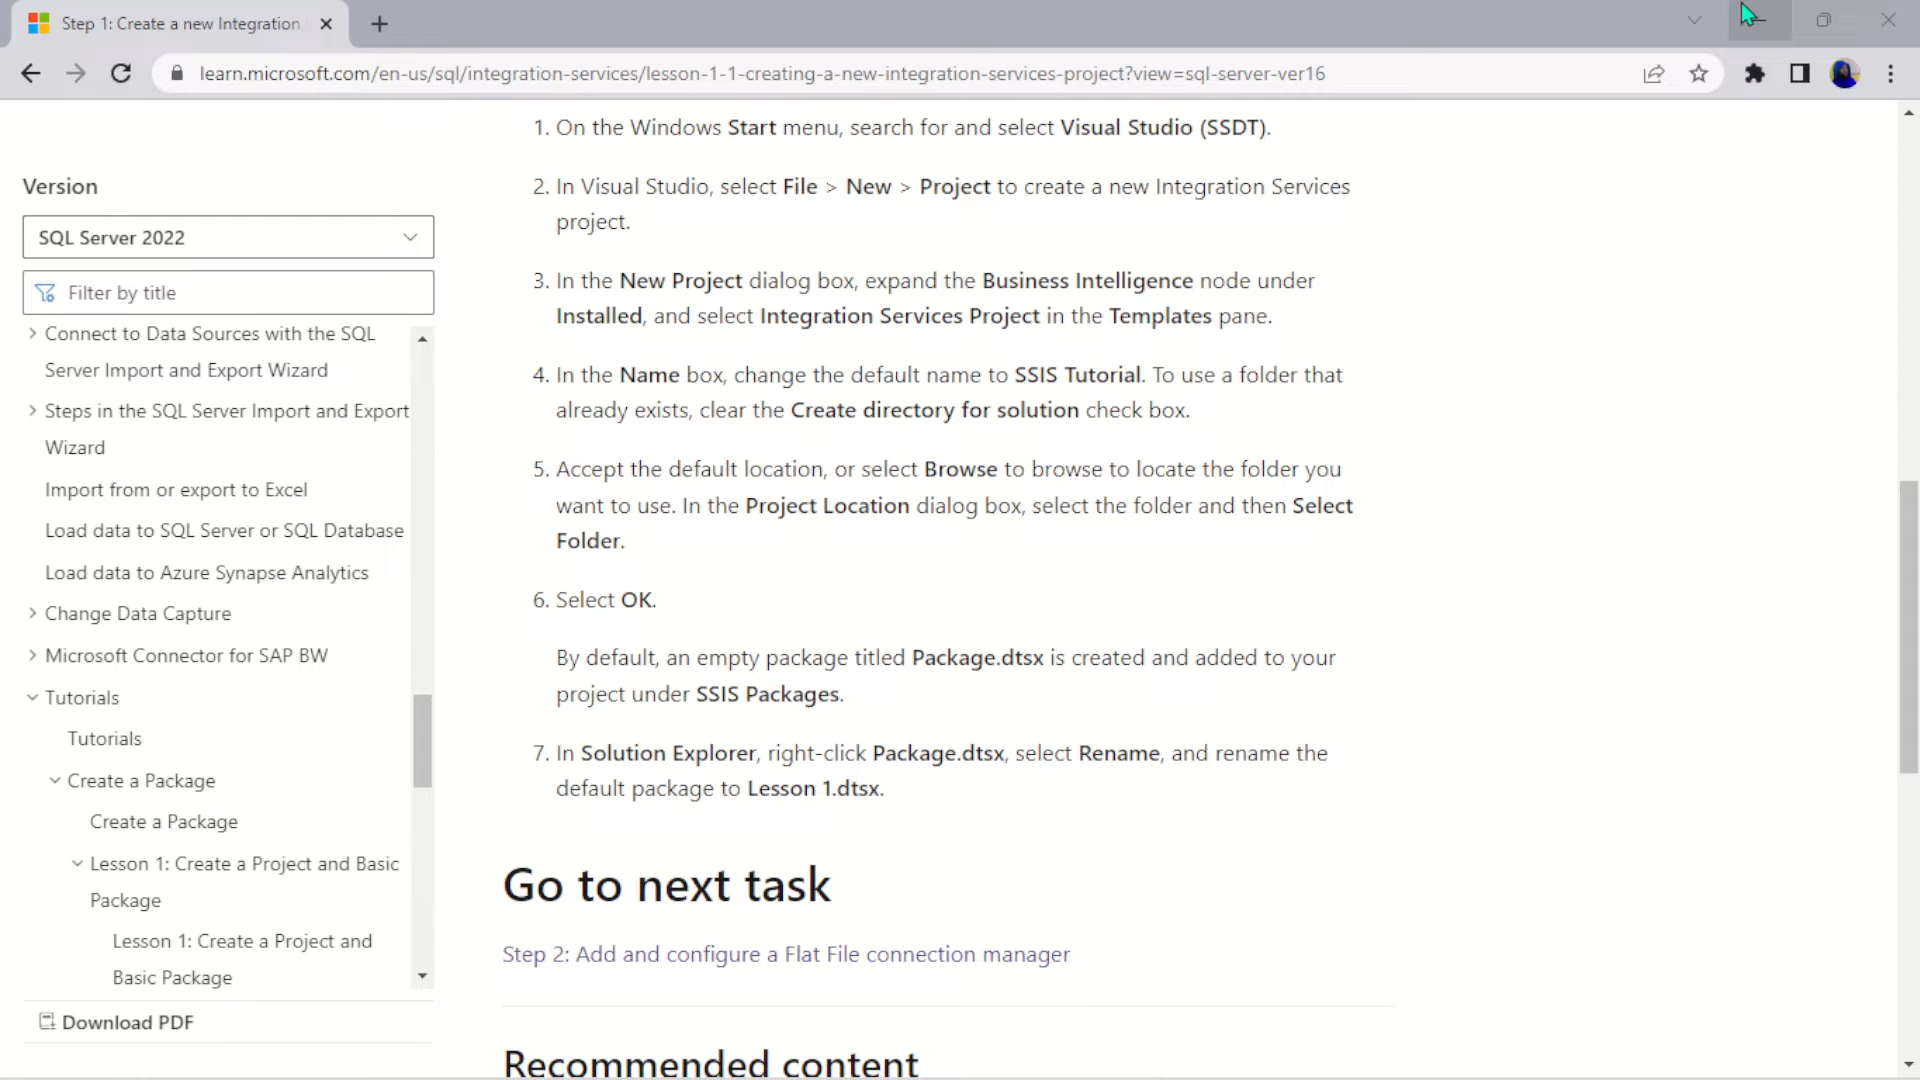 Step 1: Create a new Integration
learn.microsoft.com/en-us/sql/integration-services/lesson-1-1-creating-a-new-integration-services-project?view=sql-server-ver16
Version
SQL Server 2022
Filter by title
Connect to Data Sources with the SQL
Server Import and Export Wizard
Steps in the SQL Server Import and Export
Wizard
Import from or export to Excel
Load data to SQL Server or SQL Database
Load data to Azure Synapse Analytics
Change Data Capture
Microsoft Connector for SAP BW
Tutorials
Tutorials
Create a Package
Create a Package
Lesson 1: Create a Project and Basic
Package
Lesson 1: Create a Project and
Basic Package
Download PDF
1. On the Windows Start menu, search for and select Visual Studio (SSDT).
2. In Visual Studio, select File > New > Project to create a new Integration Services
project.
3. In the New Project dialog box, expand the Business Intelligence node under
Installed, and select Integration Services Project in the Templates pane.
4. In the Name box, change the default name to SSIS Tutorial. To use a folder that
already exists, clear the Create directory for solution check box.
5. Accept the default location, or select Browse to browse to locate the folder you
want to use. In the Project Location dialog box, select the folder and then Select
Folder.
6. Select OK.
By default, an empty package titled Package.dtsx is created and added to your
project under SSIS Packages.
7. In Solution Explorer, right-click Package.dtsx, select Rename, and rename the
default package to Lesson 1.dtsx.
Go to next task
Step 2: Add and configure a Flat File connection manager
Recommended content